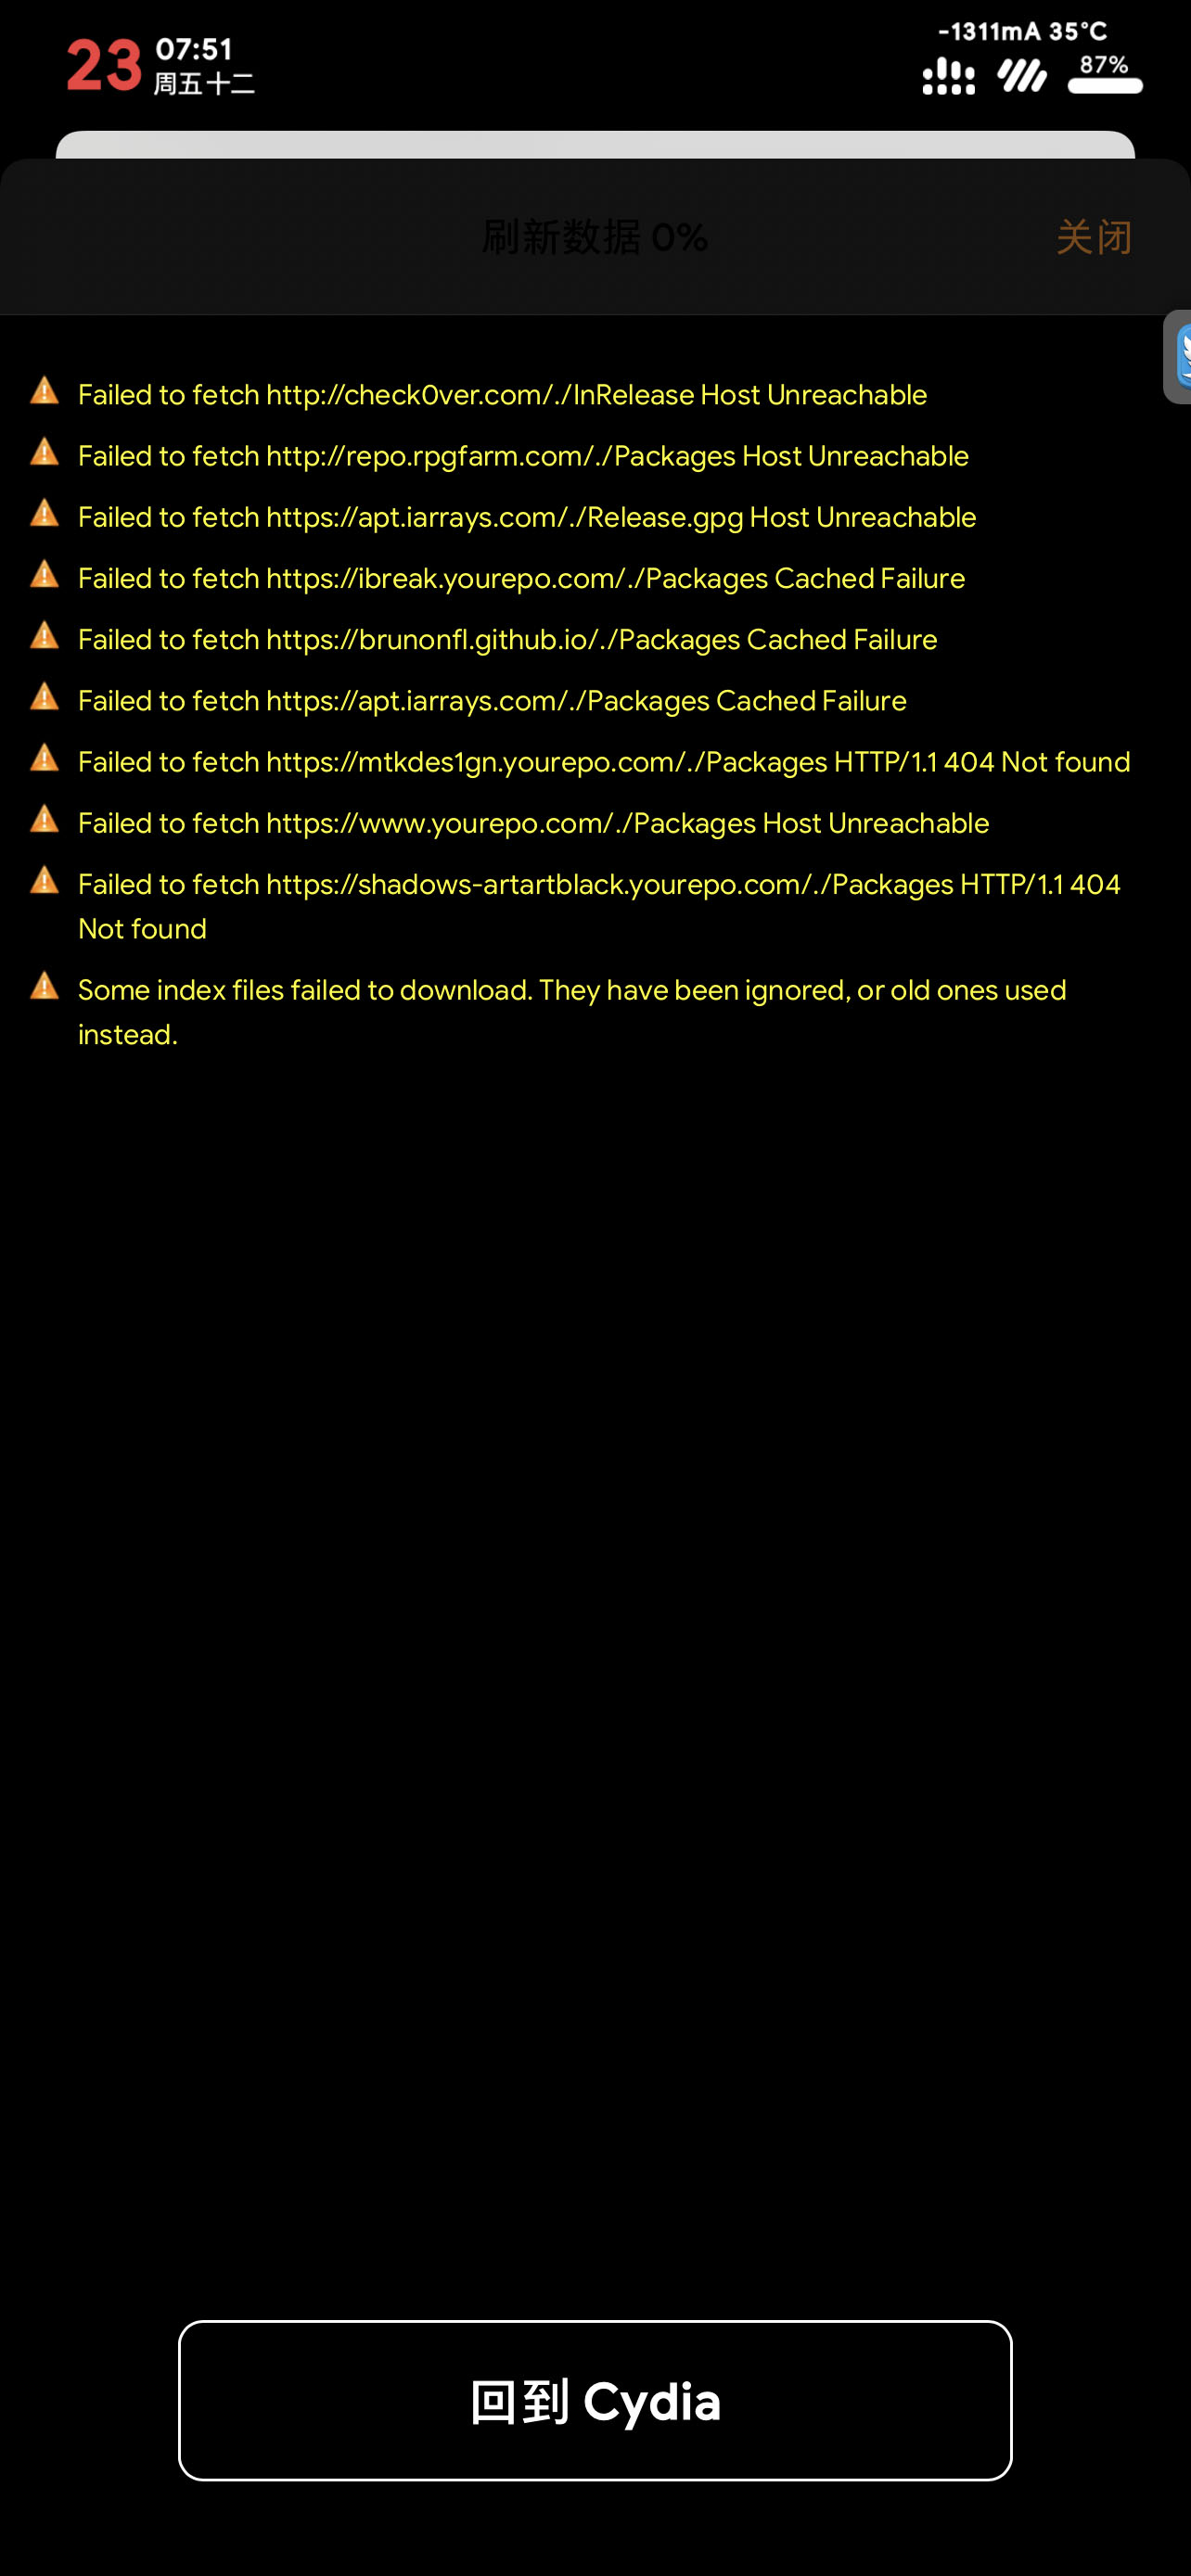 23
07:51
周五 十二
-1311mA 35°C
87%
刷新数据 0%
关闭
Failed to fetch http://check0ver.com/./InRelease Host Unreachable
Failed to fetch http://repo.rpgfarm.com/./Packages Host Unreachable
Failed to fetch https://apt.iarrays.com/./Release.gpg Host Unreachable
Failed to fetch https://ibreak.yourepo.com/./Packages Cached Failure
Failed to fetch https://brunonfl.github.io/./Packages Cached Failure
Failed to fetch https://apt.iarrays.com/./Packages Cached Failure
Failed to fetch https://mtkdes1gn.yourepo.com/./Packages HTTP/1.1 404 Not found
Failed to fetch https://www.yourepo.com/./Packages Host Unreachable
Failed to fetch https://shadows-artartblack.yourepo.com/./Packages HTTP/1.1 404
Not found
Some index files failed to download. They have been ignored, or old ones used
instead.
回到 Cydia